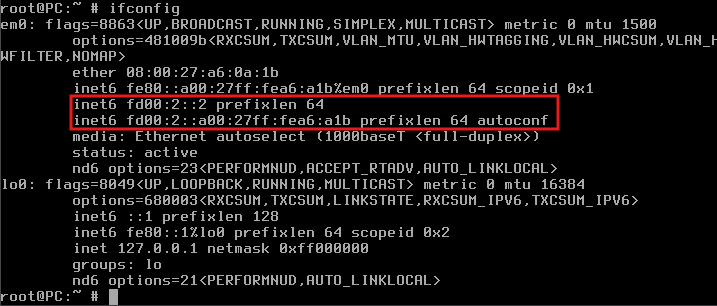 root@PC:~ # ifconfig
em0: flags=8863<UP,BROADCAST,RUNNING,SIMPLEX,MULTICAST> metric 0 mtu 1500
options=481009b<RXCSUM,TXCSUM,VLAN_MTU,VLAN_HWTAGGING,VLAN_HWCSUM,VLAN_H
WFILTER,NOMAP>
ether 08:00:27:a6:0a:1b
inet6 fe80::a00:27ff:fea6:a1b%em0 prefixlen 64 scopeid 0x1
inet6 fd00:2::2 prefixlen 64
inet6 fd00:2::a00:27ff:fea6:a1b prefixlen 64 autoconf
media: Ethernet autoselect (1000baseT <full-duplex>)
status: active
nd6 options=23<PERFORMNUD,ACCEPT_RTADV,AUTO_LINKLOCAL>
lo0: flags=8049<UP,LOOPBACK,RUNNING,MULTICAST> metric 0 mtu 16384
options=680003<RXCSUM,TXCSUM,LINKSTATE,RXCSUM_IPV6,TXCSUM_IPV6>
inet6 ::1 prefixlen 128
inet6 fe80::1%lo0 prefixlen 64 scopeid 0x2
inet 127.0.0.1 netmask 0xff000000
groups: lo
nd6 options=21<PERFORMNUD,AUTO_LINKLOCAL>
root@PC:~ #